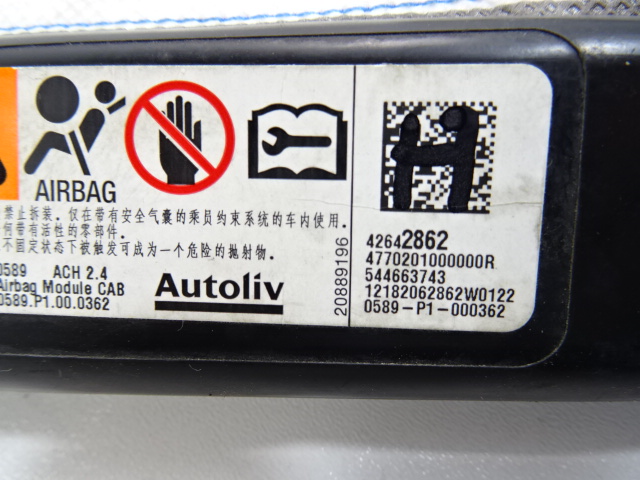 AIRBAG
禁止拆装。仅在带有安全气囊的乘员约束系统的车内使用.
何带有活性的零部件.
不固定状态下被触发可成为一个危险的抛射物.
0589 ACH 2.4
Airbag Module CAB
0589.P1.00.0362
Autoliv
20889196
H
42642862
4770201000000R
544663743
12182062862W0122
0589-P1-000362